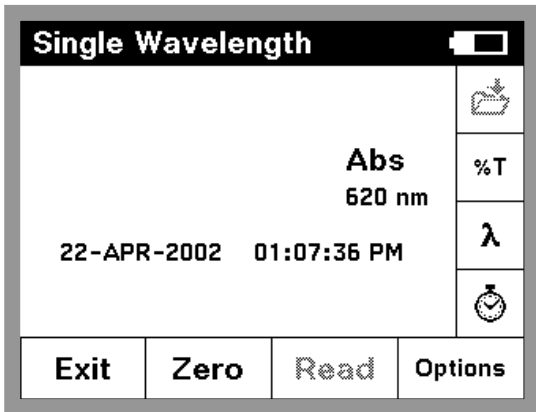 Single Wavelength
Abs
%T
620 nm
λ
22-APR-2002 01:07:36 PM
Exit Zero Read Options